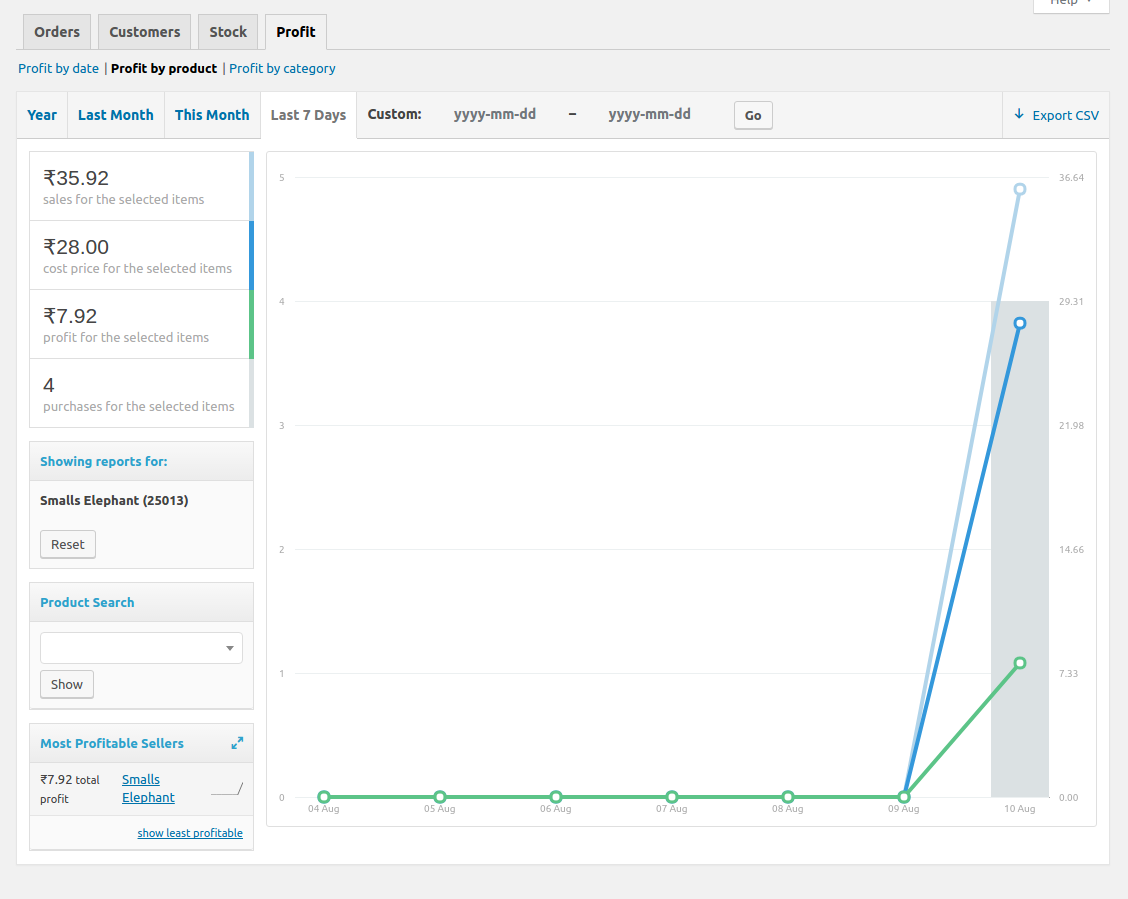 Help
Orders Customers Stock Profit
Profit by date | Profit by product | Profit by category
Year Last Month This Month Last 7 Days Custom: yyyy-mm-dd – yyyy-mm-dd Go Export CSV
₹35.92
sales for the selected items
₹28.00
cost price for the selected items
₹7.92
profit for the selected items
4
purchases for the selected items
Showing reports for:
Smalls Elephant (25013)
Reset
Product Search
Show
Most Profitable Sellers
₹7.92 total profit
Smalls
Elephant
show least profitable
5 36.64
4 29.31
3 21.98
2 14.66
1 7.33
0 0.00
04 Aug 05 Aug 06 Aug 07 Aug 08 Aug 09 Aug 10 Aug